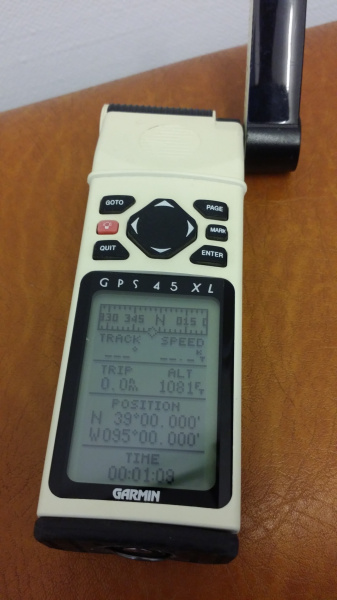 GOTO
PAGE
MARK
QUIT
ENTER
GPS 45 XL
330 345 N 015
TRACK SPEED
TRIP ALT
0.0 1081
POSITION
N 39°00.000'
W095°00.000'
TIME
00:01:09
GARMIN